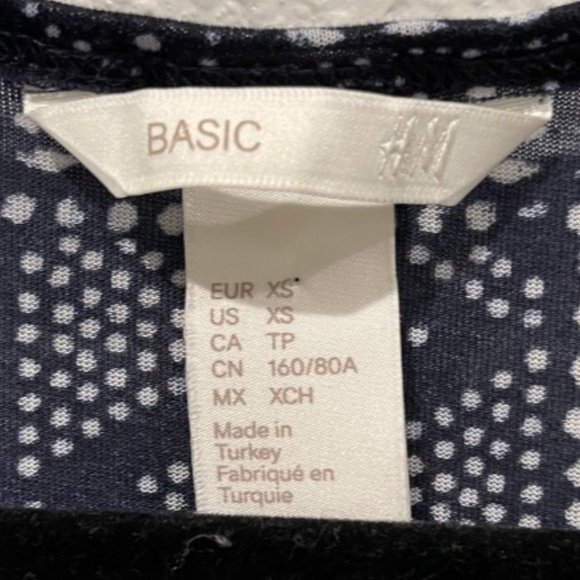 BASIC H&M
EUR XS
US XS
CA TP
CN 160/80A
MX XCH
Made in
Turkey
Fabriqué en
Turquie